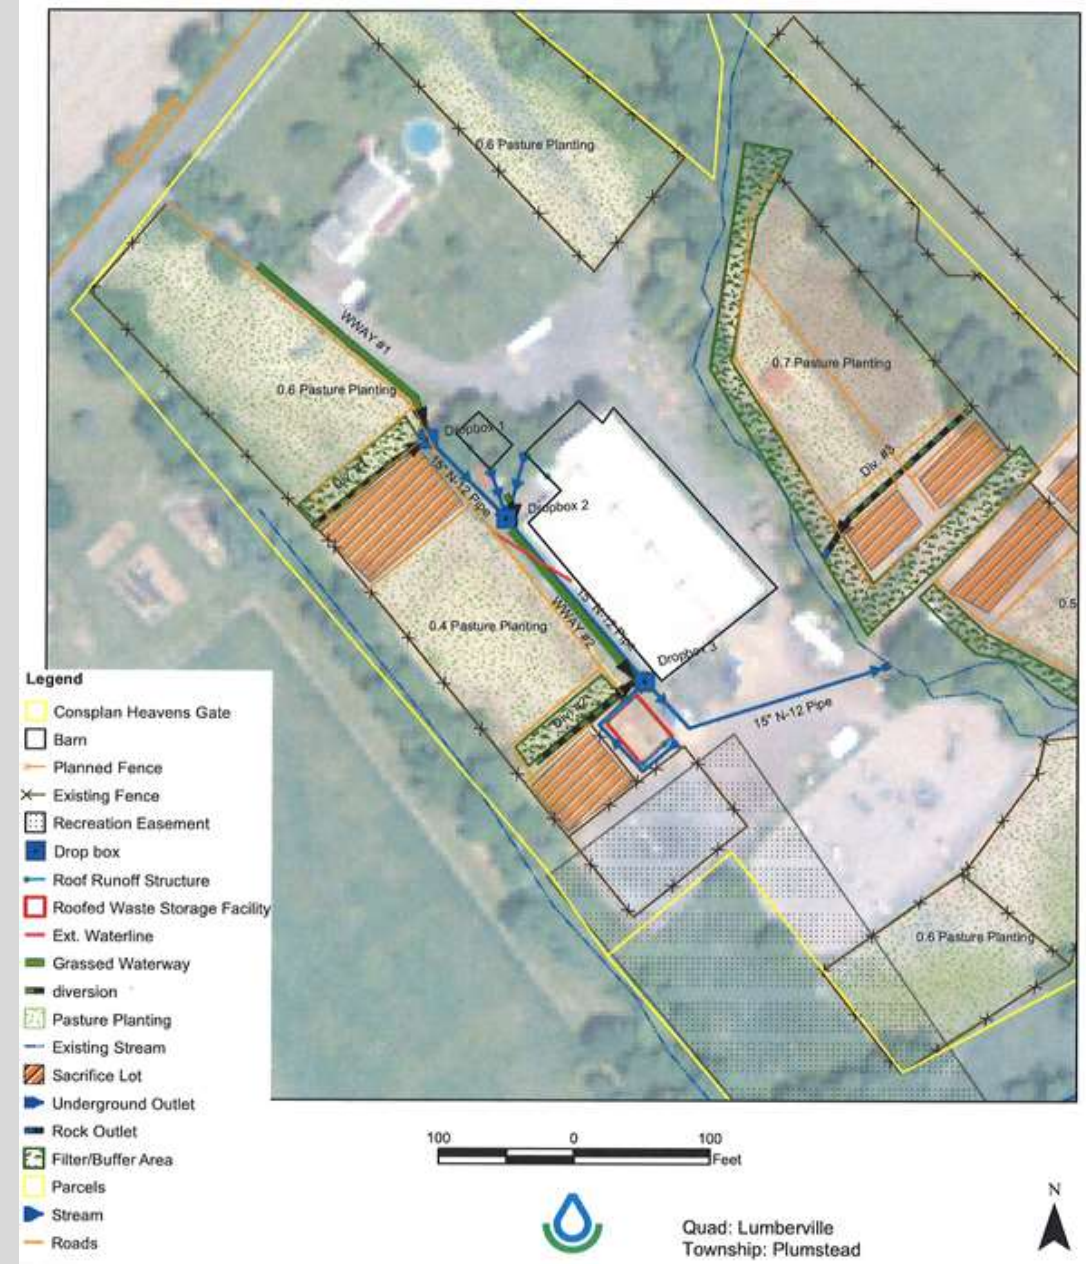 0.6 Pasture Planting
WWAY #1
0.7 Pasture Planting
0.6 Pasture Planting
Dropbox 1
Div. #3
15" N-12 Pipe
Dropbox 2
0.5
15" N-12 Pipe
WWAY #2
0.4 Pasture Planting
Dropbox 3
15" N-12 Pipe
0.6 Pasture Planting
Legend
Consplan Heavens Gate
Barn
Planned Fence
Existing Fence
Recreation Easement
Drop box
Roof Runoff Structure
Roofed Waste Storage Facility
Ext. Waterline
Grassed Waterway
diversion
Pasture Planting
Existing Stream
Sacrifice Lot
Underground Outlet
Rock Outlet
Filter/Buffer Area
Parcels
Stream
Roads
100 0 100
Feet
N
Quad: Lumberville
Township: Plumstead